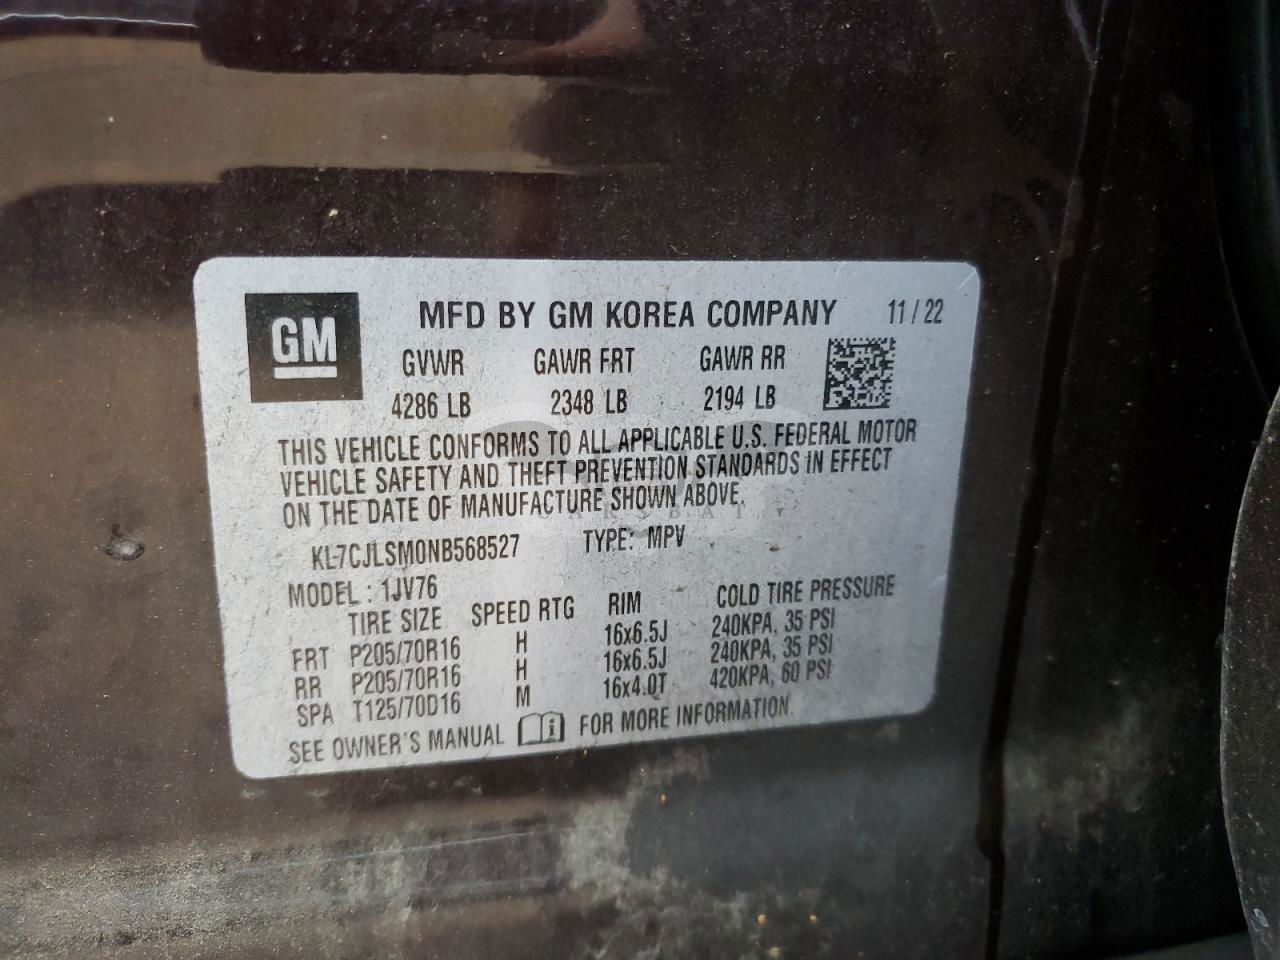 GM
MFD BY GM KOREA COMPANY 11 / 22
GVWR GAWR FRT GAWR RR
4286 LB 2348 LB 2194 LB
THIS VEHICLE CONFORMS TO ALL APPLICABLE U.S. FEDERAL MOTOR
VEHICLE SAFETY AND THEFT PREVENTION STANDARDS IN EFFECT
ON THE DATE OF MANUFACTURE SHOWN ABOVE.
CARSBAT
KL7CJLSM0NB568527 TYPE: MPV
MODEL : 1JV76
TIRE SIZE SPEED RTG RIM COLD TIRE PRESSURE
FRT P205/70R16 H 16x6.5J 240KPA, 35 PSI
RR P205/70R16 H 16x6.5J 240KPA, 35 PSI
SPA T125/70D16 M 16x4.0T 420KPA, 60 PSI
SEE OWNER'S MANUAL i FOR MORE INFORMATION.